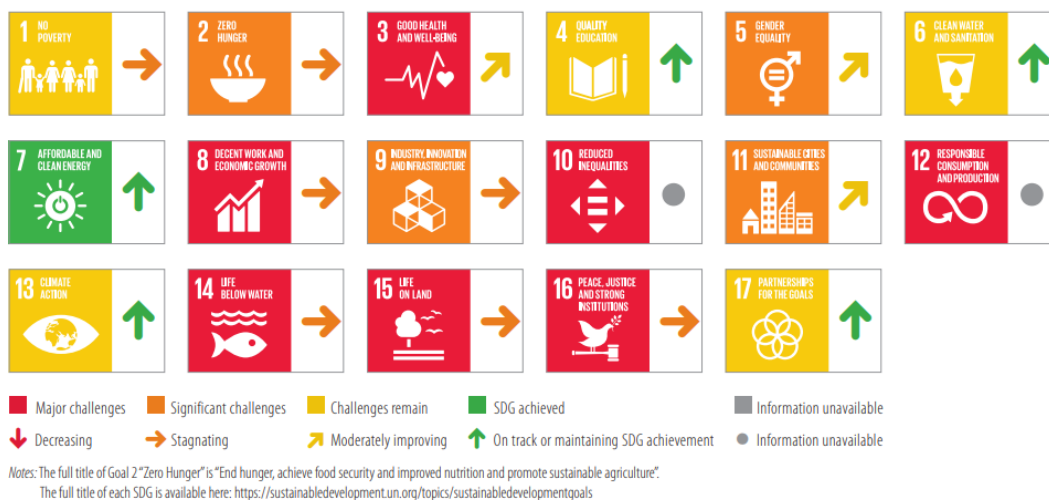 1 NO POVERTY
2 ZERO HUNGER
3 GOOD HEALTH AND WELL-BEING
4 QUALITY EDUCATION
5 GENDER EQUALITY
6 CLEAN WATER AND SANITATION
7 AFFORDABLE AND CLEAN ENERGY
8 DECENT WORK AND ECONOMIC GROWTH
9 INDUSTRY, INNOVATION AND INFRASTRUCTURE
10 REDUCED INEQUALITIES
11 SUSTAINABLE CITIES AND COMMUNITIES
12 RESPONSIBLE CONSUMPTION AND PRODUCTION
13 CLIMATE ACTION
14 LIFE BELOW WATER
15 LIFE ON LAND
16 PEACE, JUSTICE AND STRONG INSTITUTIONS
17 PARTNERSHIPS FOR THE GOALS
Major challenges Significant challenges Challenges remain SDG achieved Information unavailable
Decreasing Stagnating Moderately improving On track or maintaining SDG achievement Information unavailable
Notes: The full title of Goal 2 “Zero Hunger” is “End hunger, achieve food security and improved nutrition and promote sustainable agriculture”.
The full title of each SDG is available here: https://sustainabledevelopment.un.org/topics/sustainabledevelopmentgoals